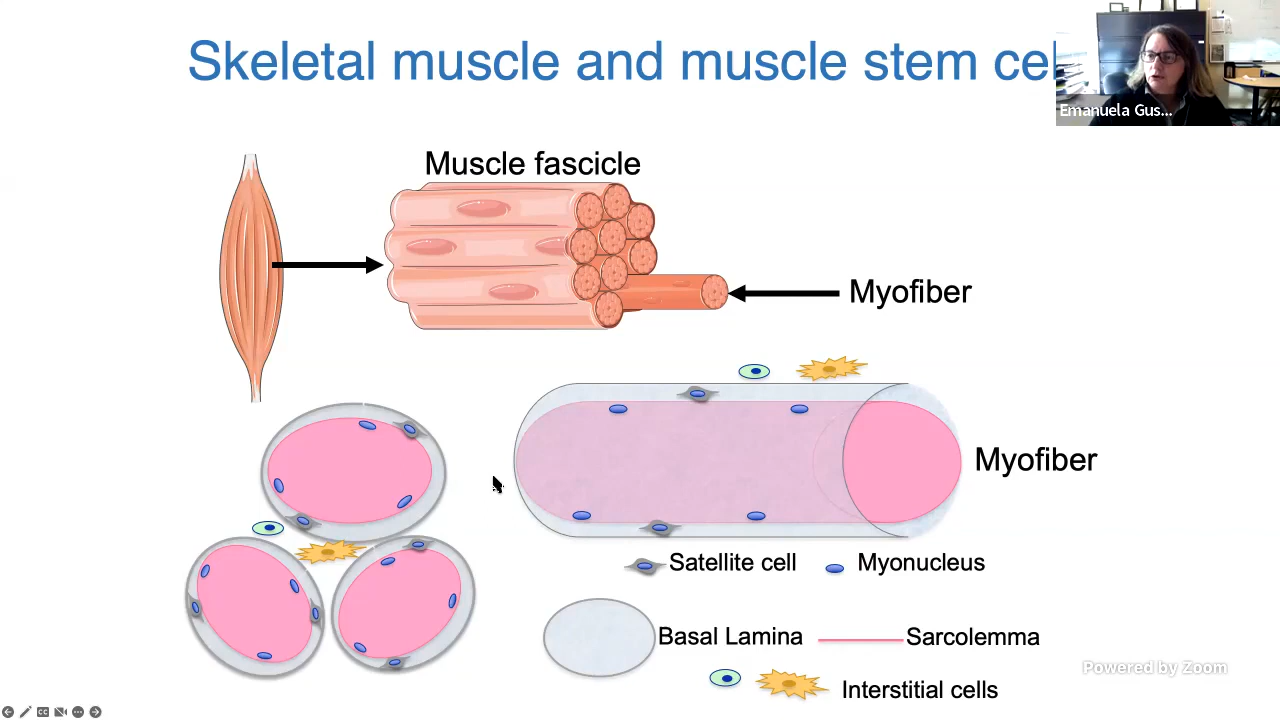 Skeletal muscle and muscle stem cel
Emanuela Gus...
Muscle fascicle
Myofiber
Myofiber
Satellite cell
Myonucleus
Basal Lamina
Sarcolemma
Powered by Zoom
Interstitial cells